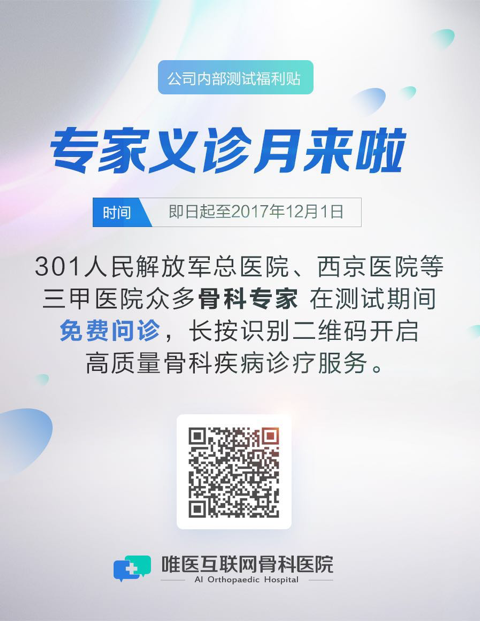 公司内部测试福利贴
专家义诊月来啦
时间 即日起至2017年12月1日
301人民解放军总医院、西京医院等
三甲医院众多骨科专家 在测试期间
免费问诊，长按识别二维码开启
高质量骨科疾病诊疗服务。
唯医互联网骨科医院
AI Orthopaedic Hospital